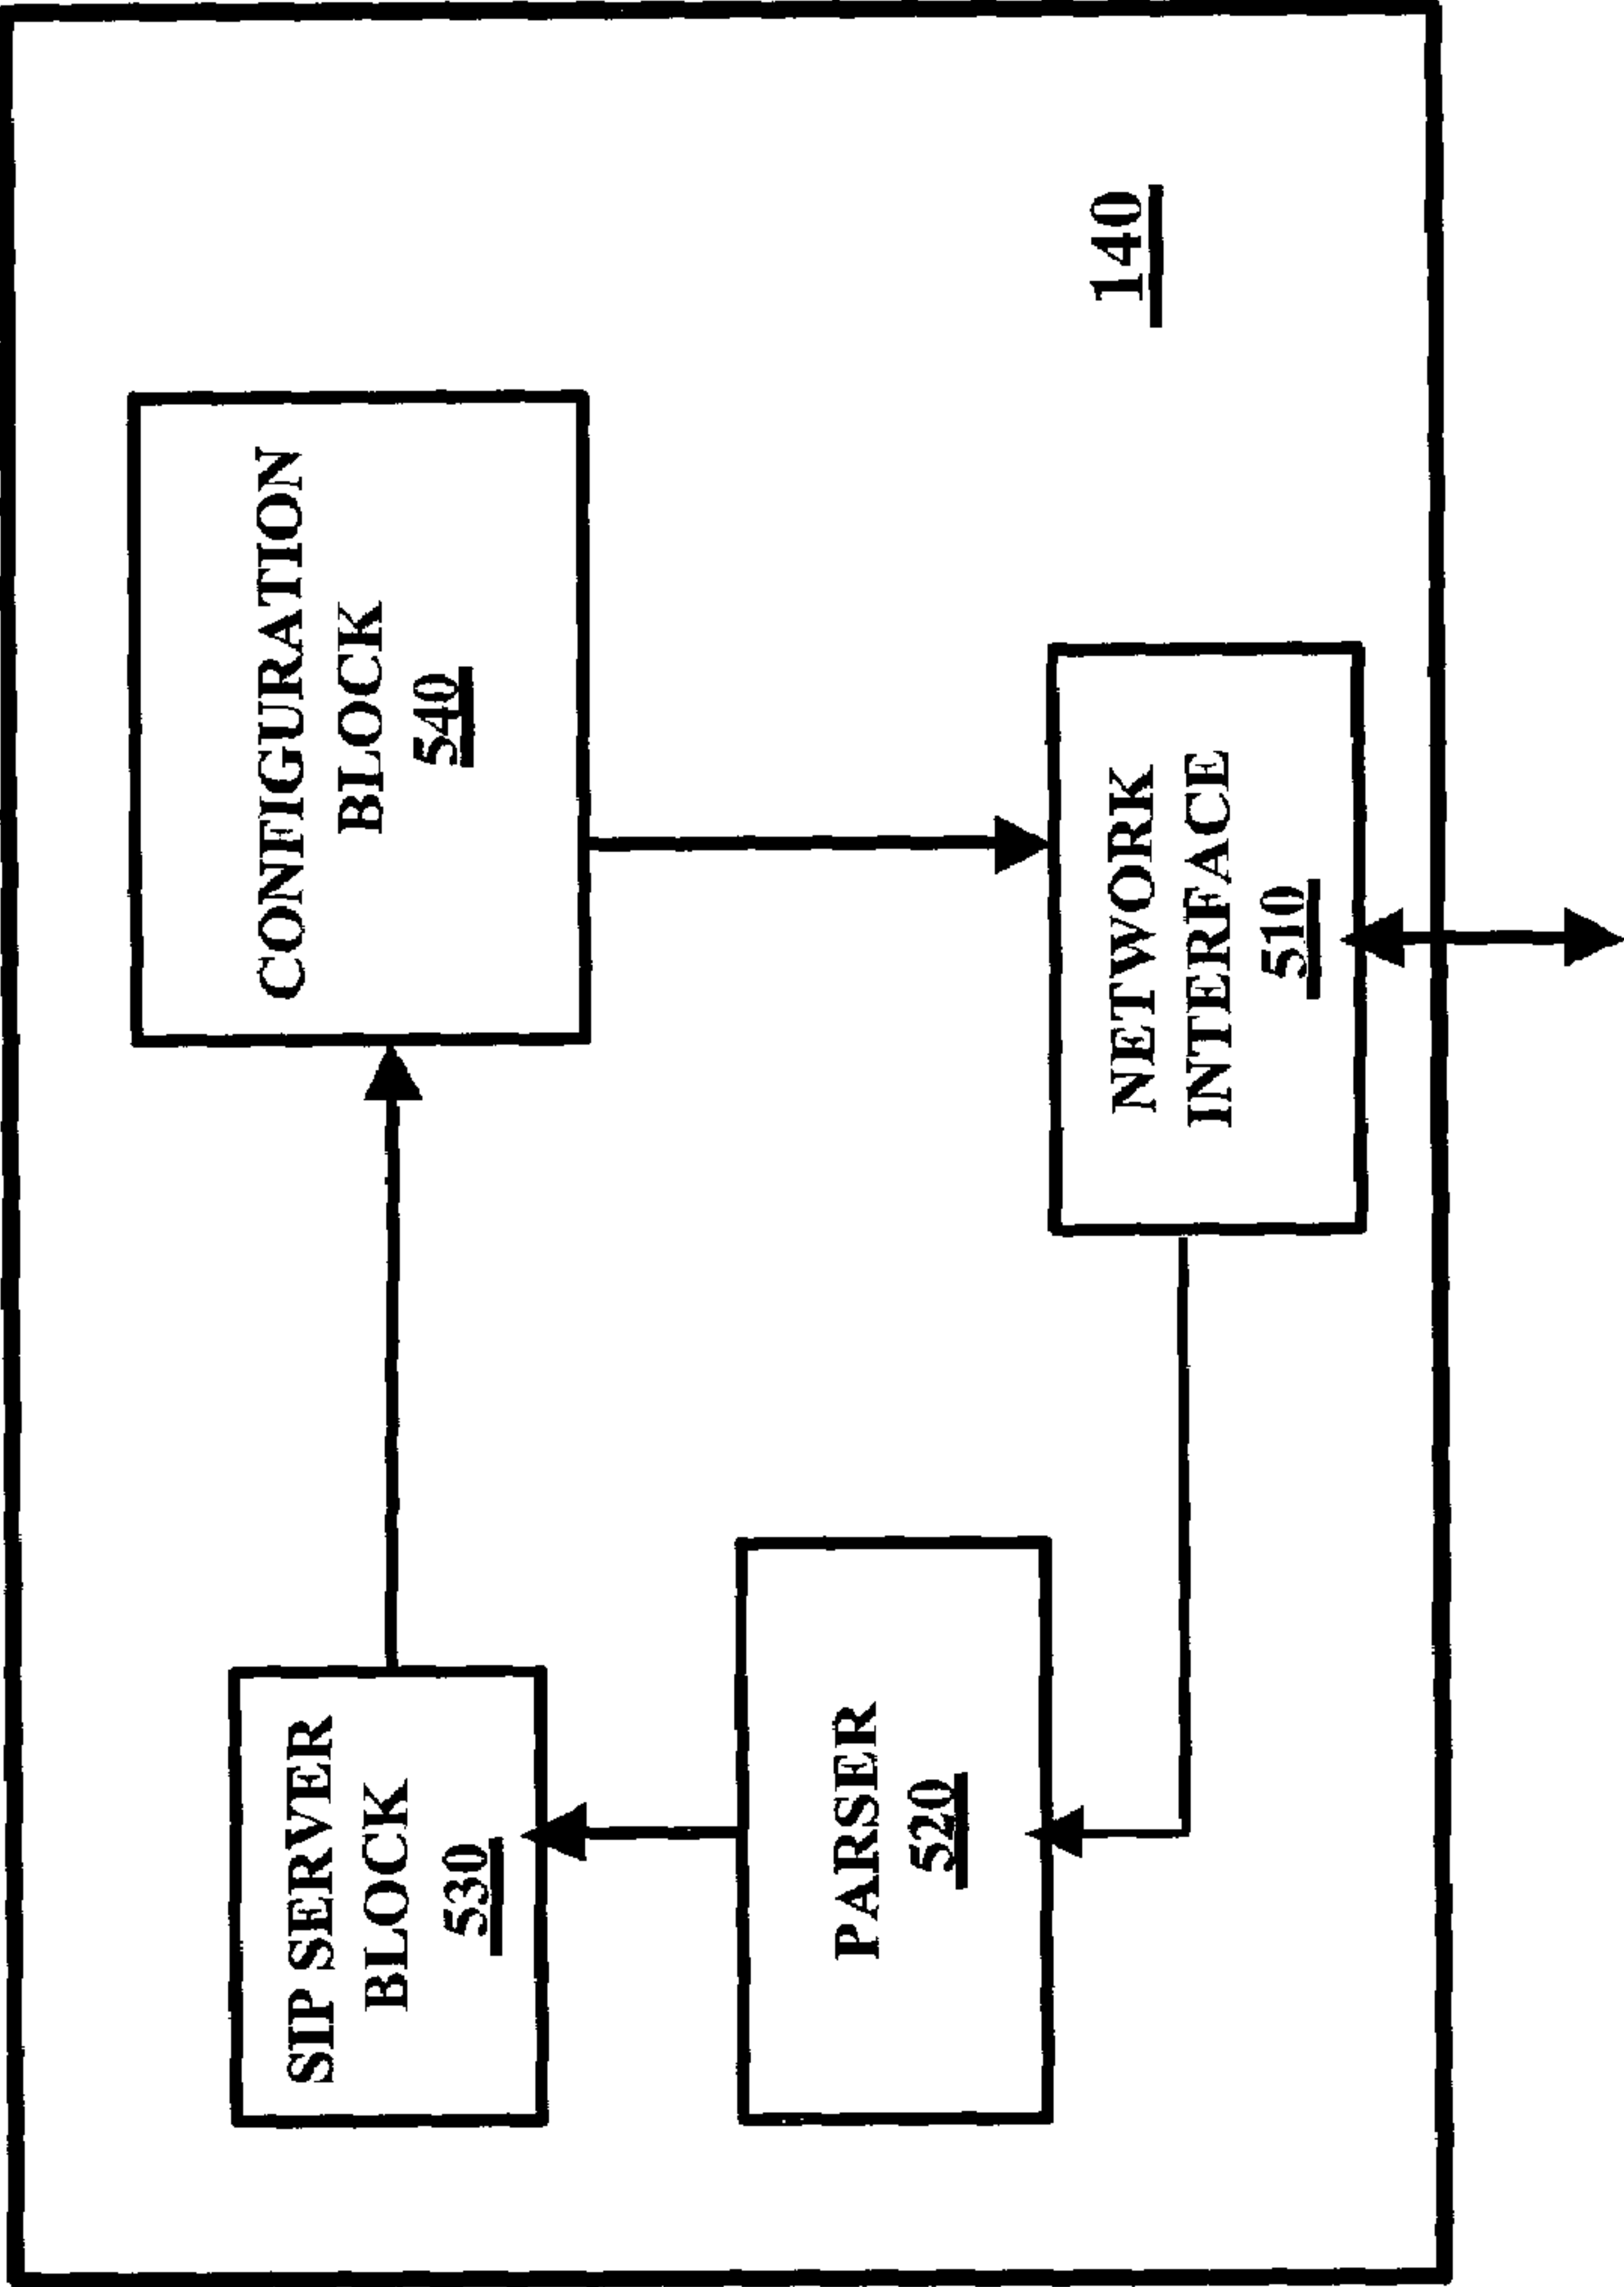 SIP SERVER
BLOCK
530
CONFIGURATION
BLOCK
540
PARSER
520
NETWORK
INTERFACE
510
140